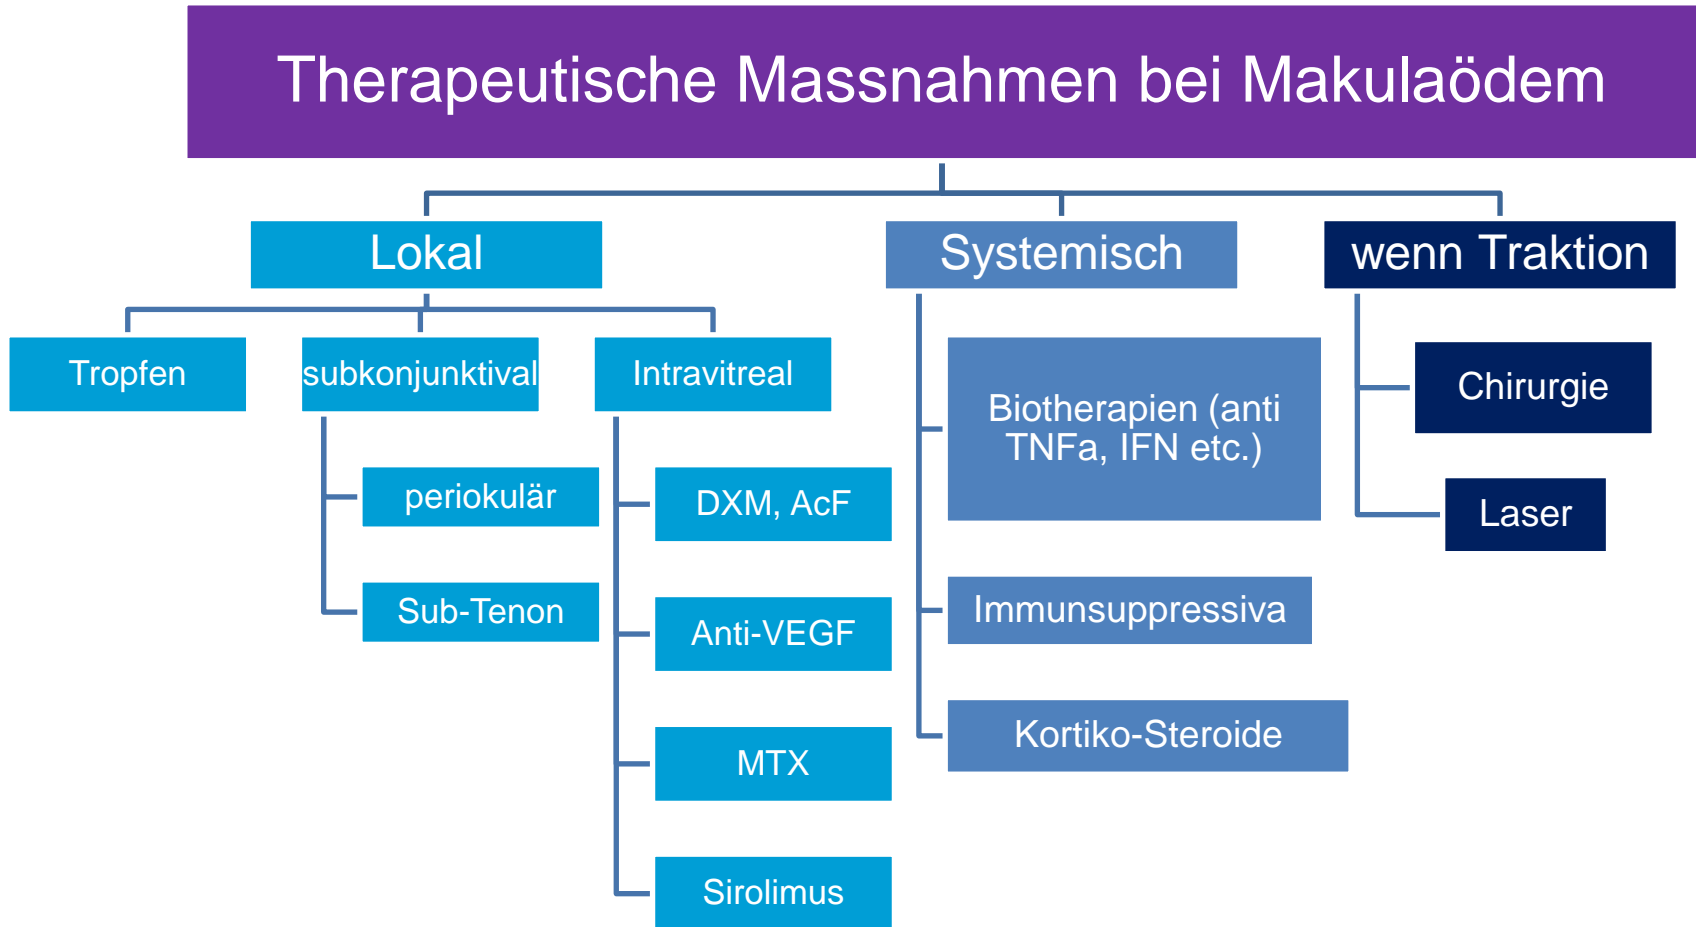 Therapeutische Massnahmen bei Makulaödem
Lokal
Systemisch
wenn Traktion
Tropfen
subkonjunktival
Intravitreal
periokulär
Sub-Tenon
DXM, AcF
Anti-VEGF
MTX
Sirolimus
Biotherapien (anti
TNFa, IFN etc.)
Immunsuppressiva
Kortiko-Steroide
Chirurgie
Laser